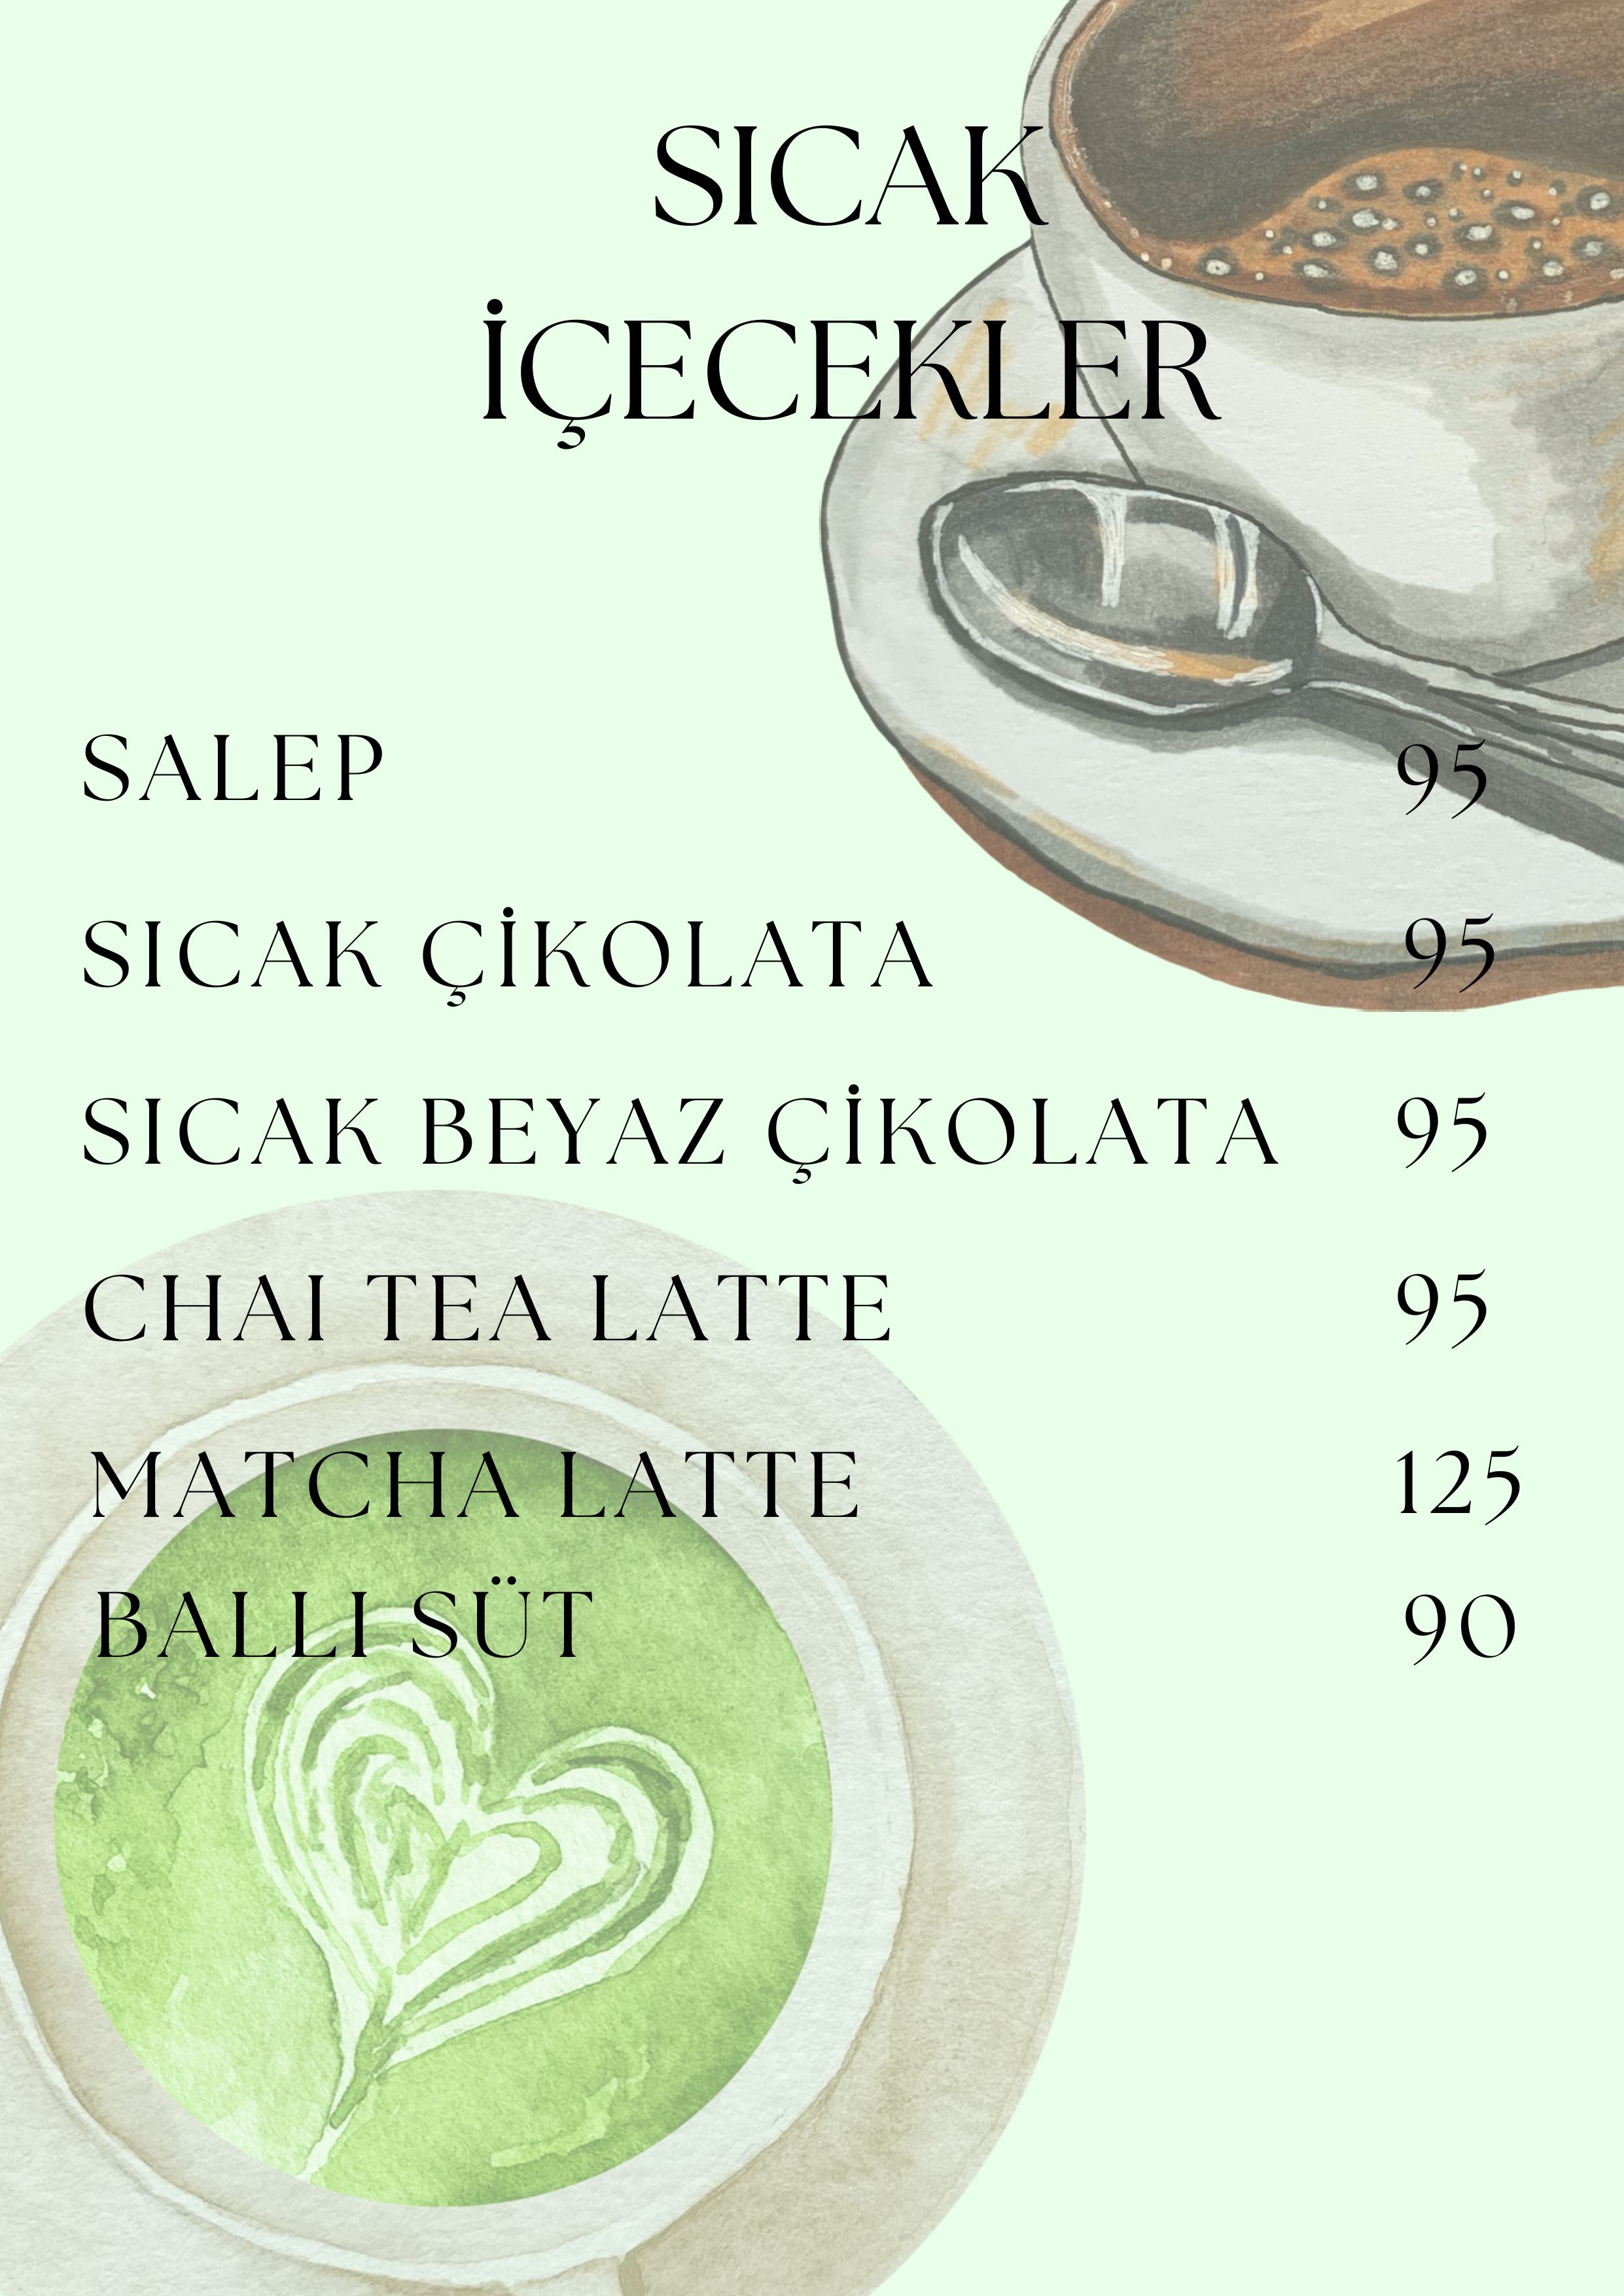 SICAK
İÇECEKLER
SALEP 95
SICAK ÇİKOLATA 95
SICAK BEYAZ ÇİKOLATA 95
CHAI TEA LATTE 95
MATCHA LATTE 125
BALLI SÜT 90